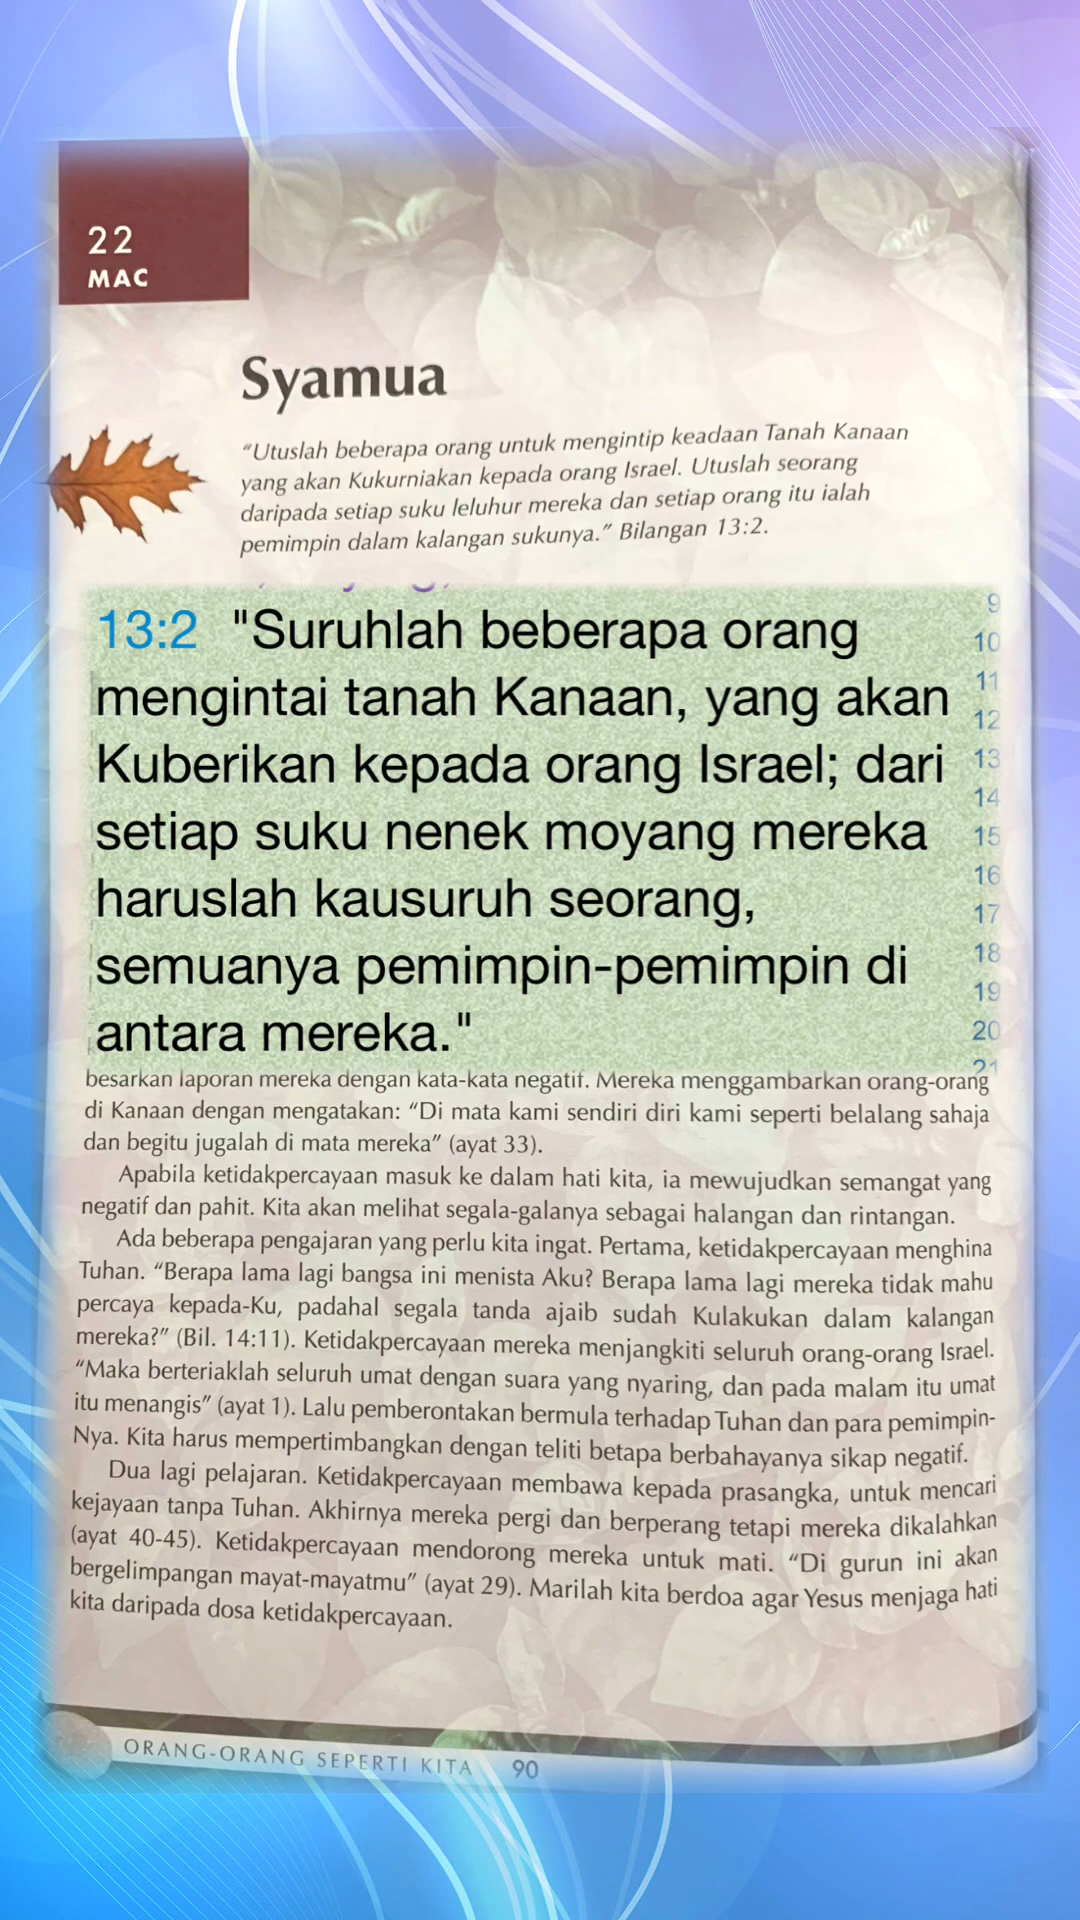 22
MAC
Syamua
"Utuslah beberapa orang untuk mengintip keadaan Tanah Kanaan
yang akan Kukurniakan kepada orang Israel. Utuslah seorang
daripada setiap suku leluhur mereka dan setiap orang itu ialah
pemimpin dalam kalangan sukunya." Bilangan 13:2.
13:2 "Suruhlah beberapa orang
mengintai tanah Kanaan, yang akan
Kuberikan kepada orang Israel; dari
setiap suku nenek moyang mereka
haruslah kausuruh seorang,
semuanya pemimpin-pemimpin di
antara mereka."
9
10
11
12
13
14
15
16
17
18
19
20
21
besarkan laporan mereka dengan kata-kata negatif. Mereka menggambarkan orang-orang
di Kanaan dengan mengatakan: "Di mata kami sendiri diri kami seperti belalang sahaja
dan begitu jugalah di mata mereka" (ayat 33).
Apabila ketidakpercayaan masuk ke dalam hati kita, ia mewujudkan semangat yang
negatif dan pahit. Kita akan melihat segala-galanya sebagai halangan dan rintangan.
Ada beberapa pengajaran yang perlu kita ingat. Pertama, ketidakpercayaan menghina
Tuhan. "Berapa lama lagi bangsa ini menista Aku? Berapa lama lagi mereka tidak mahu
percaya kepada-Ku, padahal segala tanda ajaib sudah Kulakukan dalam kalangan
mereka?" (Bil. 14:11). Ketidakpercayaan mereka menjangkiti seluruh orang-orang Israel.
"Maka berteriaklah seluruh umat dengan suara yang nyaring, dan pada malam itu umat
itu menangis" (ayat 1). Lalu pemberontakan bermula terhadap Tuhan dan para pemimpin-
Nya. Kita harus mempertimbangkan dengan teliti betapa berbahayanya sikap negatif.
Dua lagi pelajaran. Ketidakpercayaan membawa kepada prasangka, untuk mencari
kejayaan tanpa Tuhan. Akhirnya mereka pergi dan berperang tetapi mereka dikalahkan
(ayat 40-45). Ketidakpercayaan mendorong mereka untuk mati. "Di gurun ini akan
bergelimpangan mayat-mayatmu" (ayat 29). Marilah kita berdoa agar Yesus menjaga hati
kita daripada dosa ketidakpercayaan.
ORANG-ORANG SEPERTI KITA 90